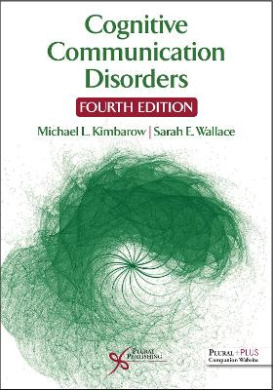 Cognitive
Communication
Disorders
FOURTH EDITION
Michael L. Kimbarow | Sarah E. Wallace
PLURAL
PUBLISHING
PLURAL+PLUS
Companion Website